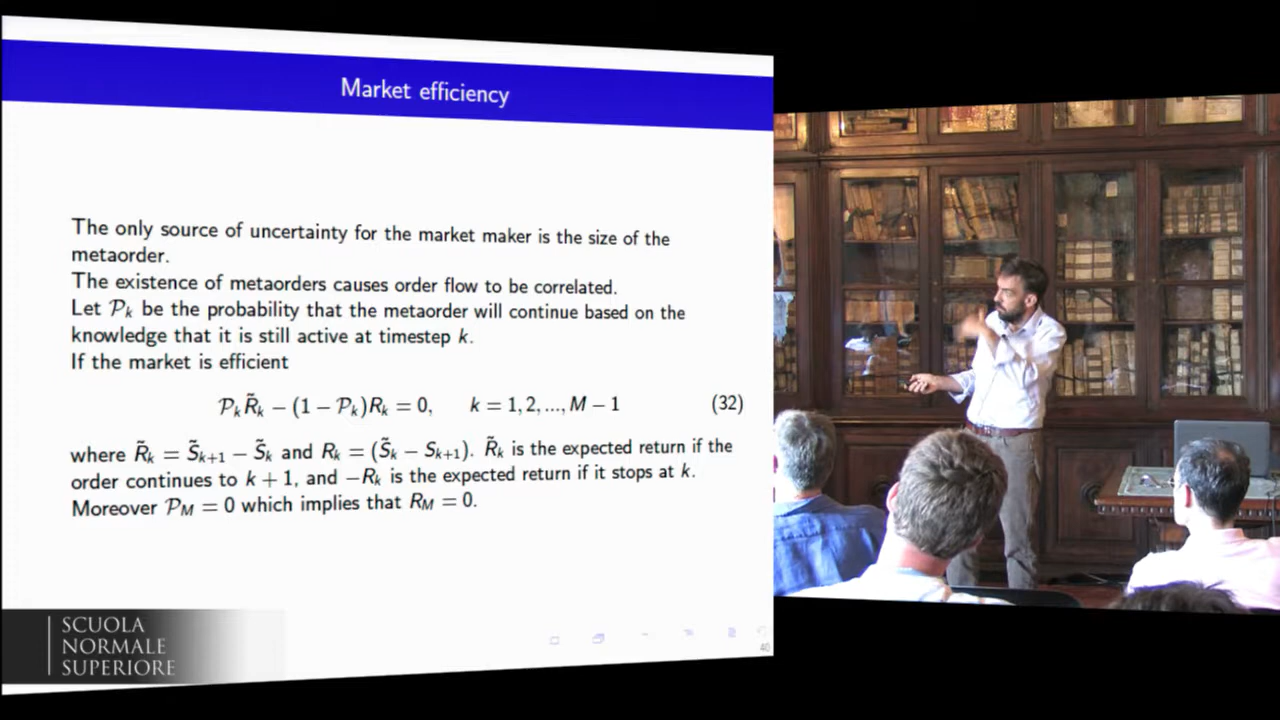 Market efficiency
The only source of uncertainty for the market maker is the size of the
metaorder.
The existence of metaorders causes order flow to be correlated.
Let 𝒫ₖ be the probability that the metaorder will continue based on the
knowledge that it is still active at timestep k.
If the market is efficient
𝒫ₖR̃ₖ − (1 − 𝒫ₖ)Rₖ = 0, k = 1, 2, ..., M − 1 (32)
where R̃ₖ = S̃ₖ₊₁ − S̃ₖ and Rₖ = (S̃ₖ − Sₖ₊₁). R̃ₖ is the expected return if the
order continues to k + 1, and −Rₖ is the expected return if it stops at k.
Moreover 𝒫_M = 0 which implies that R_M = 0.
40
SCUOLA
NORMALE
SUPERIORE